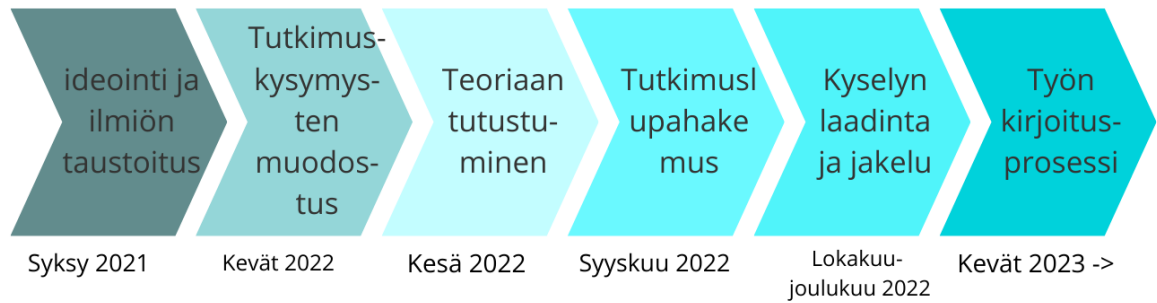 ideointi ja
ilmiön
taustoitus
Tutkimus-
kysymys-
ten
muodos-
tus
Teoriaan
tutustu-
minen
Tutkimusl
upahake
mus
Kyselyn
laadinta
ja jakelu
Työn
kirjoitus-
prosessi
Syksy 2021
Kevät 2022
Kesä 2022
Syyskuu 2022
Lokakuu-
joulukuu 2022
Kevät 2023 ->